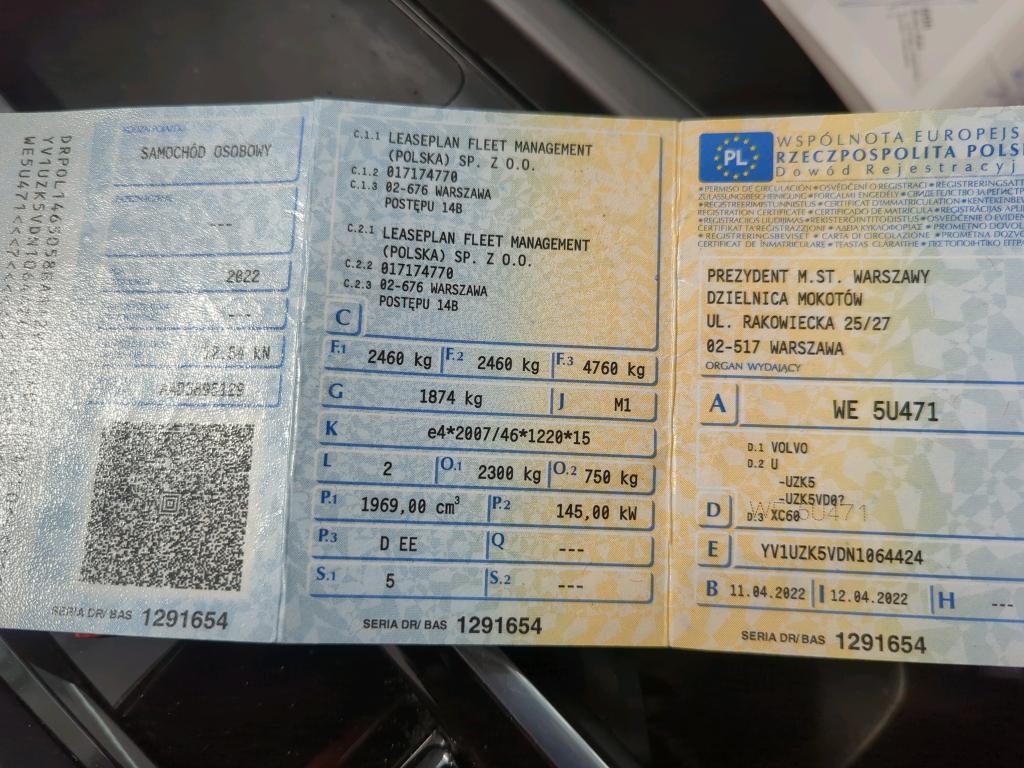 RODZAJ POJAZDU
SAMOCHÓD OSOBOWY
---
2022
---
SERIA DR/ BAS 1291654
C.1.1 LEASEPLAN FLEET MANAGEMENT
(POLSKA) SP. Z O.O.
C.1.2 017174770
C.1.3 02-676 WARSZAWA
POSTĘPU 14B
C.2.1 LEASEPLAN FLEET MANAGEMENT
(POLSKA) SP. Z O.O.
C.2.2 017174770
C.2.3 02-676 WARSZAWA
POSTĘPU 14B
C
F.1 2460 kg F.2 2460 kg F.3 4760 kg
G 1874 kg J M1
K e4*2007/46*1220*15
L 2 O.1 2300 kg O.2 750 kg
P.1 1969,00 cm³ P.2 145,00 kW
P.3 D EE Q ---
S.1 5 S.2 ---
SERIA DR/ BAS 1291654
PL
WSPÓLNOTA EUROPEJS
RZECZPOSPOLITA POLS
Dowód Rejestracyj
PREZYDENT M.ST. WARSZAWY
DZIELNICA MOKOTÓW
UL. RAKOWIECKA 25/27
02-517 WARSZAWA
ORGAN WYDAJĄCY
A WE 5U471
D.1 VOLVO
D.2 U
-UZK5
-UZK5VD0?
D D.3 XC60
WE 5U471
E YV1UZK5VDN1064424
B 11.04.2022 I 12.04.2022 H ---
SERIA DR/ BAS 1291654